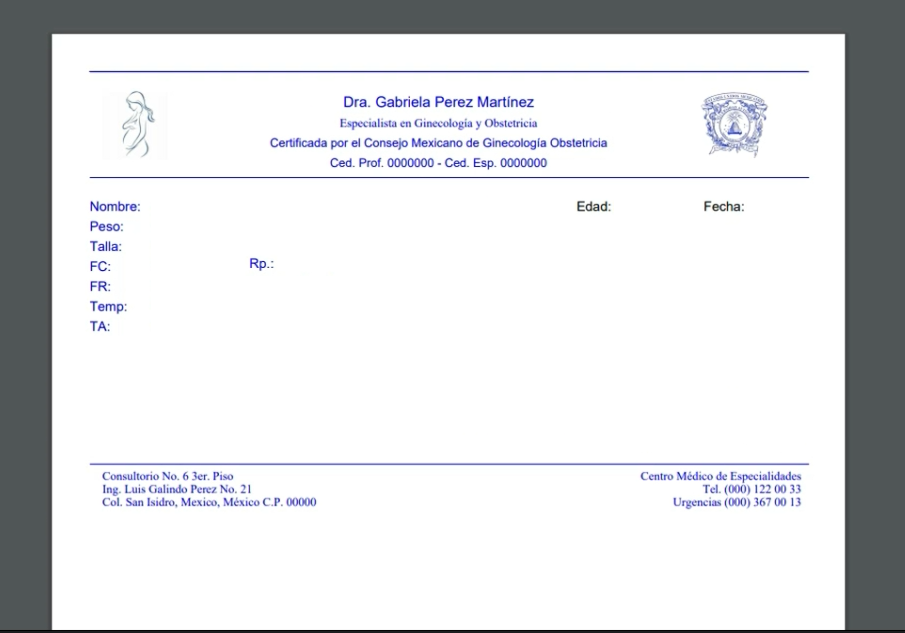 Dra. Gabriela Perez Martínez
Especialista en Ginecología y Obstetricia
Certificada por el Consejo Mexicano de Ginecología Obstetricia
Ced. Prof. 0000000 - Ced. Esp. 0000000
Nombre: Edad: Fecha:
Peso:
Talla:
FC: Rp.:
FR:
Temp:
TA:
Consultorio No. 6 3er. Piso
Ing. Luis Galindo Perez No. 21
Col. San Isidro, Mexico, México C.P. 00000
Centro Médico de Especialidades
Tel. (000) 122 00 33
Urgencias (000) 367 00 13